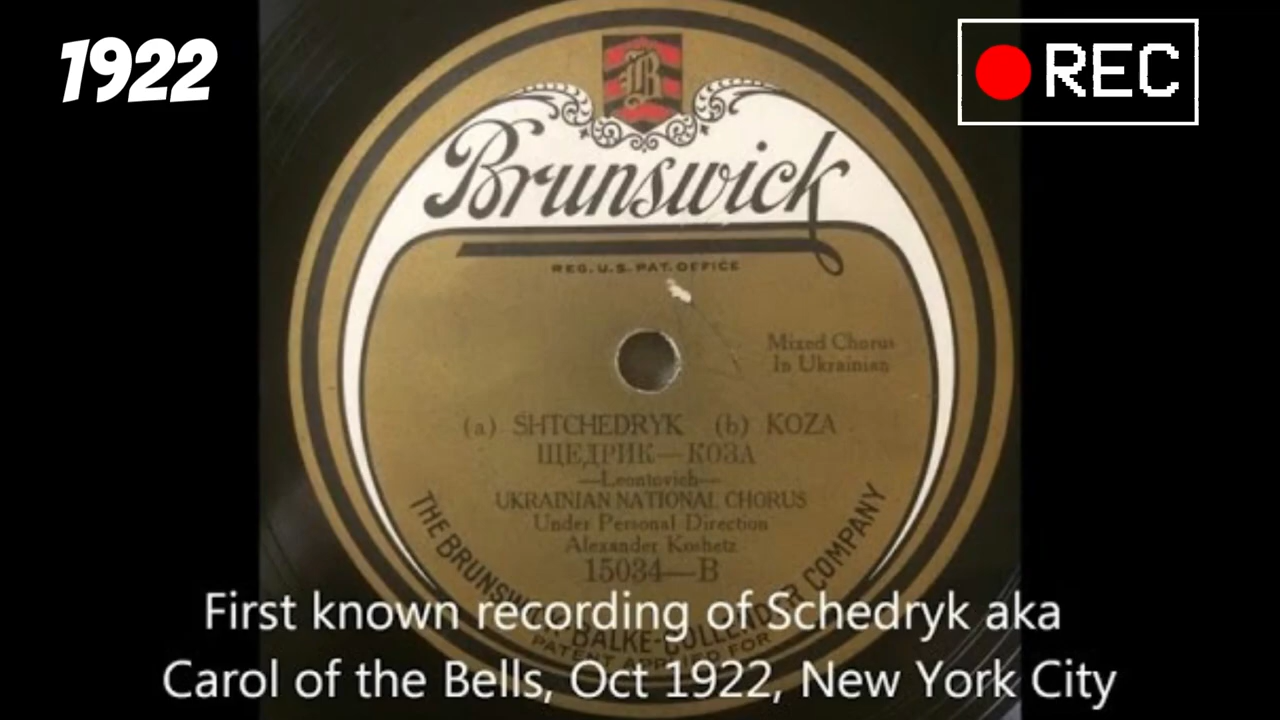 1922
REC
B
Brunswick
REG. U.S. PAT. OFFICE
Mixed Chorus
In Ukrainian
(a) SHTCHEDRYK (b) KOZA
ЩЕДРИК—КОЗА
—Leontovich—
UKRAINIAN NATIONAL CHORUS
Under Personal Direction
Alexander Koshetz
15034—B
THE BRUNSWICK-BALKE-COLLENDER COMPANY
PATENT APPLIED FOR
First known recording of Schedryk aka
Carol of the Bells, Oct 1922, New York City